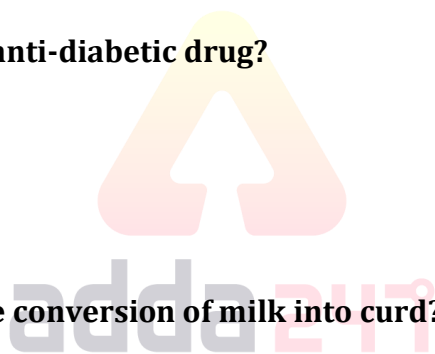 anti-diabetic drug?
e conversion of milk into curd?
adda247